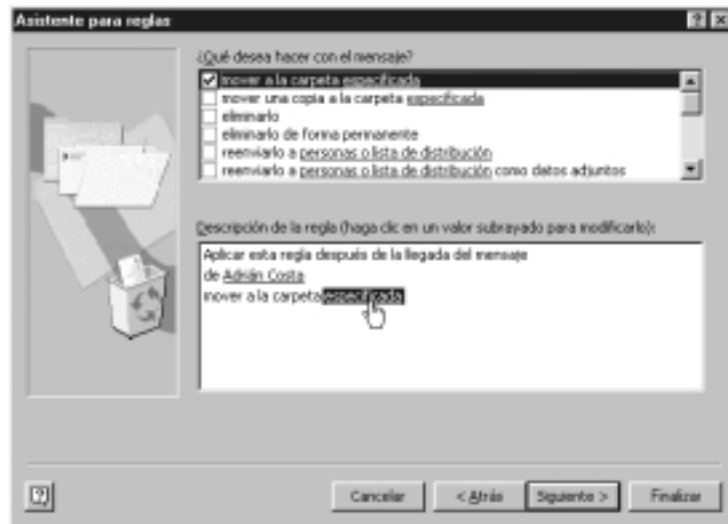 Asistente para reglas
¿Qué desea hacer con el mensaje?
mover a la carpeta especificada
mover una copia a la carpeta especificada
eliminarlo
eliminarlo de forma permanente
reenviarlo a personas o lista de distribución
reenviarlo a personas o lista de distribución como datos adjuntos
Descripción de la regla (haga clic en un valor subrayado para modificarlo):
Aplicar esta regla después de la llegada del mensaje
de Adrián Costa
mover a la carpeta especificada
Cancelar < Atrás Siguiente > Finalizar